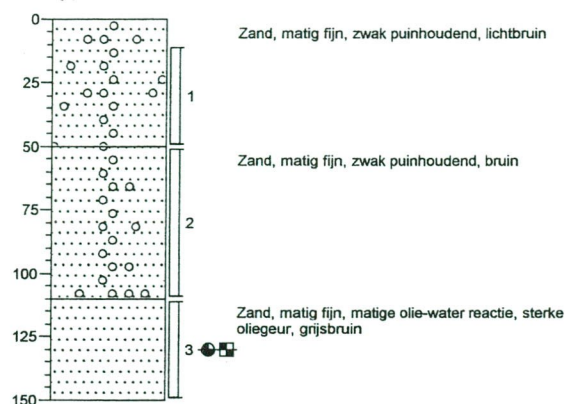 0
Zand, matig fijn, zwak puinhoudend, lichtbruin
25
1
50
Zand, matig fijn, zwak puinhoudend, bruin
75
2
100
Zand, matig fijn, matige olie-water reactie, sterke
oliegeur, grijsbruin
125
3
150